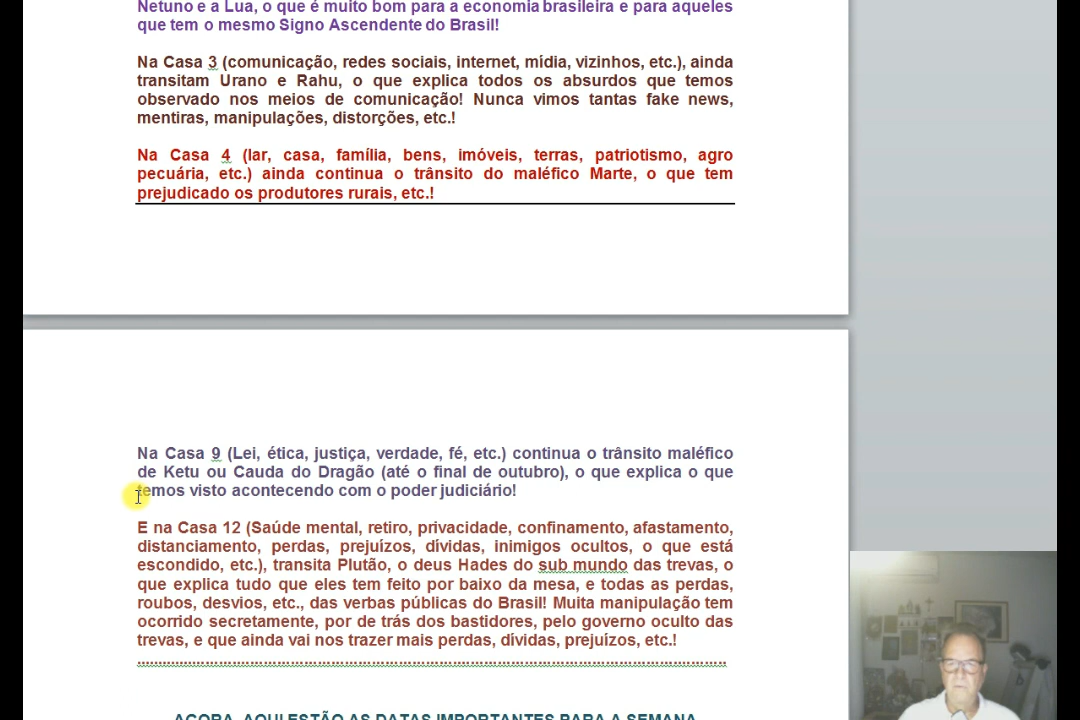 Netuno e a Lua, o que é muito bom para a economia brasileira e para aqueles
que tem o mesmo Signo Ascendente do Brasil!
Na Casa 3 (comunicação, redes sociais, internet, mídia, vizinhos, etc.), ainda
transitam Urano e Rahu, o que explica todos os absurdos que temos
observado nos meios de comunicação! Nunca vimos tantas fake news,
mentiras, manipulações, distorções, etc.!
Na Casa 4 (lar, casa, família, bens, imóveis, terras, patriotismo, agro
pecuária, etc.) ainda continua o trânsito do maléfico Marte, o que tem
prejudicado os produtores rurais, etc.!
Na Casa 9 (Lei, ética, justiça, verdade, fé, etc.) continua o trânsito maléfico
de Ketu ou Cauda do Dragão (até o final de outubro), o que explica o que
temos visto acontecendo com o poder judiciário!
E na Casa 12 (Saúde mental, retiro, privacidade, confinamento, afastamento,
distanciamento, perdas, prejuízos, dívidas, inimigos ocultos, o que está
escondido, etc.), transita Plutão, o deus Hades do sub mundo das trevas, o
que explica tudo que eles tem feito por baixo da mesa, e todas as perdas,
roubos, desvios, etc., das verbas públicas do Brasil! Muita manipulação tem
ocorrido secretamente, por de trás dos bastidores, pelo governo oculto das
trevas, e que ainda vai nos trazer mais perdas, dívidas, prejuízos, etc.!
AGORA, AQUI ESTÃO AS DATAS IMPORTANTES PARA A SEMANA